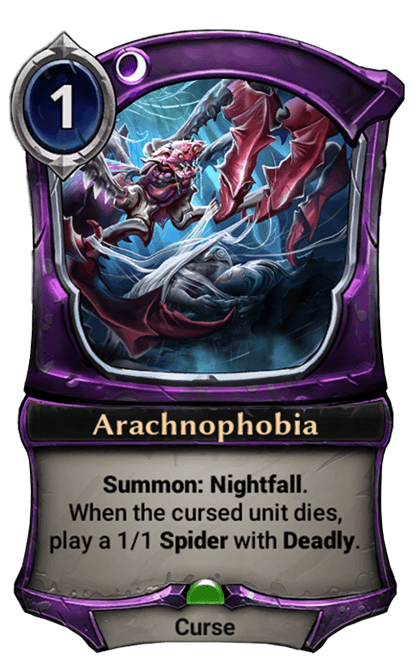 1
Arachnophobia
Summon: Nightfall.
When the cursed unit dies,
play a 1/1 Spider with Deadly.
Curse